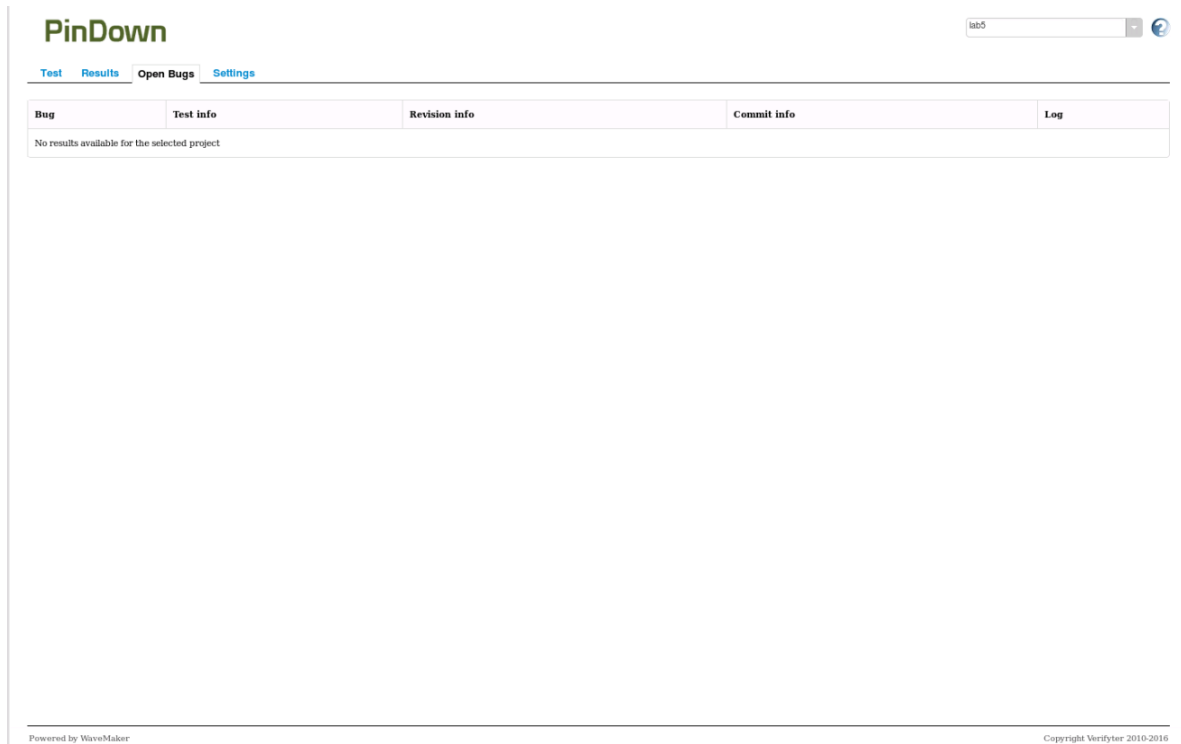 PinDown
lab5
Test Results Open Bugs Settings
Bug Test info Revision info Commit info Log
No results available for the selected project
Powered by WaveMaker Copyright Verifyter 2010-2016